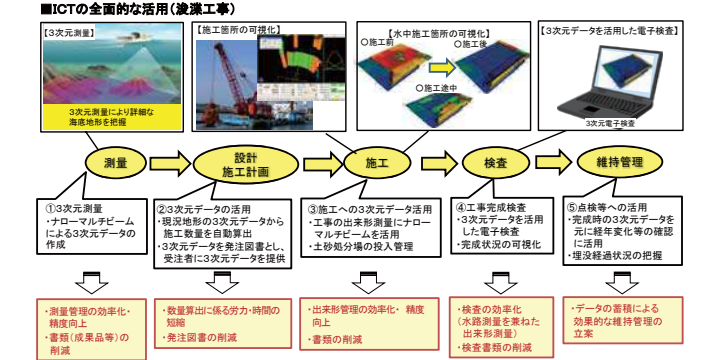 ■ICTの全面的な活用(浚渫工事)
【3次元測量】
3次元測量により詳細な
海底地形を把握
【施工箇所の可視化】
【水中施工箇所の可視化】
〇施工前
〇施工後
〇施工途中
【3次元データを活用した電子検査】
3次元電子検査
測量
設計
施工計画
施工
検査
維持管理
①3次元測量
・ナローマルチビーム
による3次元データの
作成
②3次元データの活用
・現況地形の3次元データから
施工数量を自動算出
・3次元データを発注図書とし、
受注者に3次元データを提供
③施工への3次元データ活用
・工事の出来形測量にナロー
マルチビームを活用
・土砂処分場の投入管理
④工事完成検査
・3次元データを活用
した電子検査
・完成状況の可視化
⑤点検等への活用
・完成時の3次元データを
元に経年変化等の確認
に活用
・埋没経過状況の把握
・測量管理の効率化・
精度向上
・書類(成果品等)の
削減
・数量算出に係る労力・時間の
短縮
・発注図書の削減
・出来形管理の効率化・ 精度
向上
・書類の削減
・検査の効率化
(水路測量を兼ねた
出来形測量)
・検査書類の削減
・データの蓄積による
効果的な維持管理の
立案